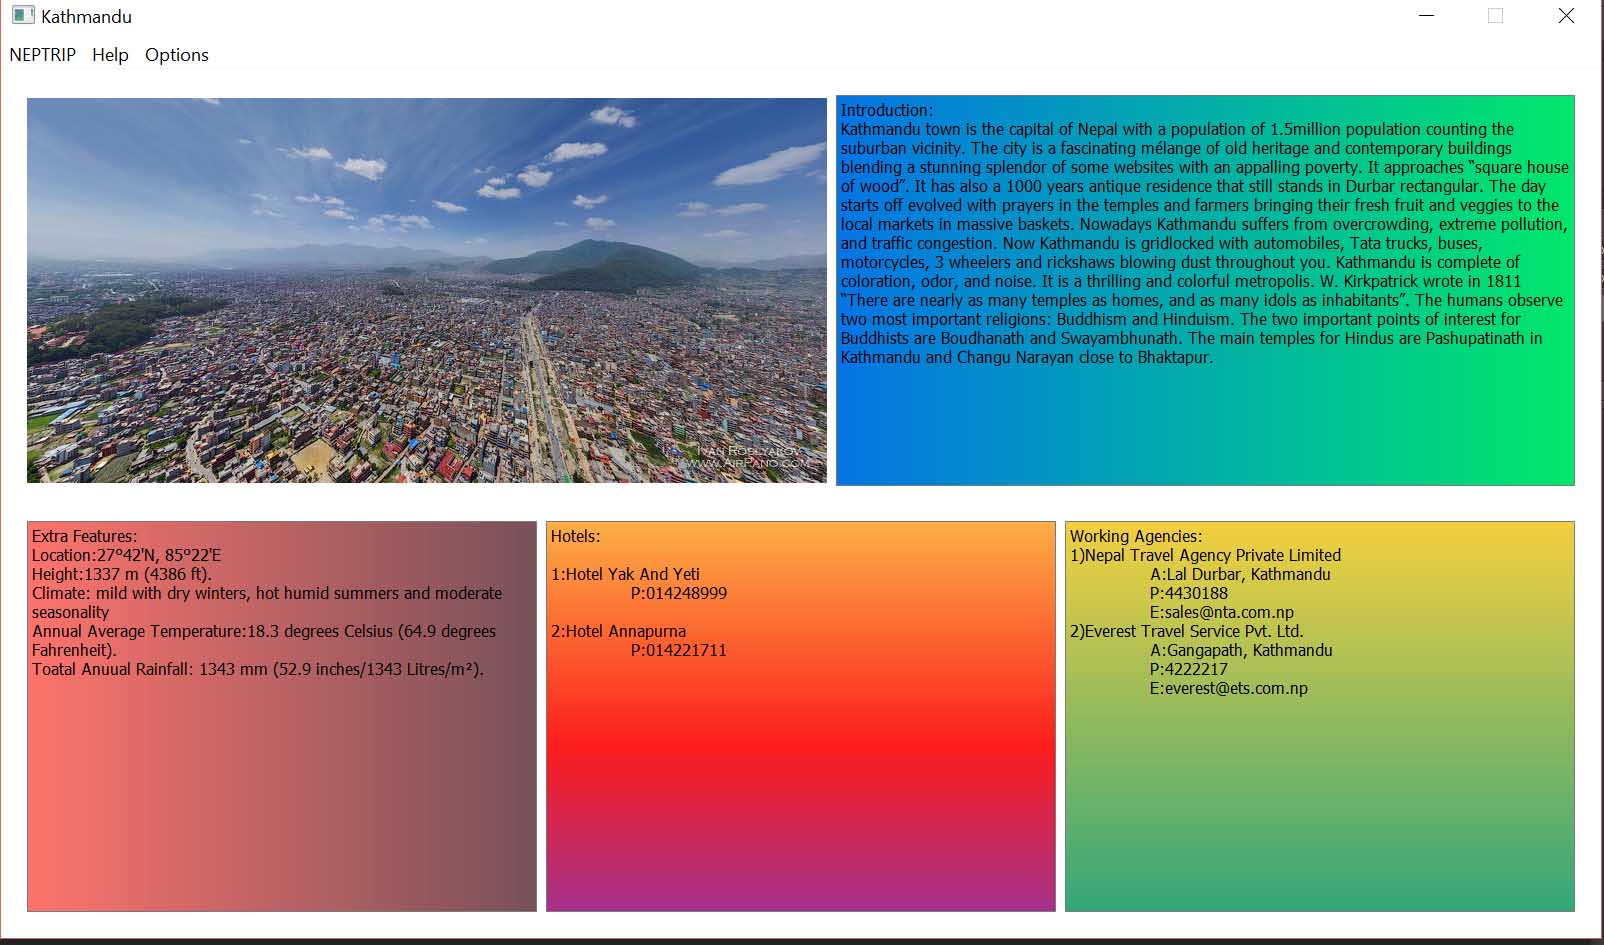 Kathmandu
NEPTRIP Help Options
IVAN ROSLYAKOV
WWW.AIRPANO.COM
Introduction:
Kathmandu town is the capital of Nepal with a population of 1.5million population counting the
suburban vicinity. The city is a fascinating mélange of old heritage and contemporary buildings
blending a stunning splendor of some websites with an appalling poverty. It approaches “square house
of wood”. It has also a 1000 years antique residence that still stands in Durbar rectangular. The day
starts off evolved with prayers in the temples and farmers bringing their fresh fruit and veggies to the
local markets in massive baskets. Nowadays Kathmandu suffers from overcrowding, extreme pollution,
and traffic congestion. Now Kathmandu is gridlocked with automobiles, Tata trucks, buses,
motorcycles, 3 wheelers and rickshaws blowing dust throughout you. Kathmandu is complete of
coloration, odor, and noise. It is a thrilling and colorful metropolis. W. Kirkpatrick wrote in 1811
“There are nearly as many temples as homes, and as many idols as inhabitants”. The humans observe
two most important religions: Buddhism and Hinduism. The two important points of interest for
Buddhists are Boudhanath and Swayambhunath. The main temples for Hindus are Pashupatinath in
Kathmandu and Changu Narayan close to Bhaktapur.
Extra Features:
Location:27°42'N, 85°22'E
Height:1337 m (4386 ft).
Climate: mild with dry winters, hot humid summers and moderate
seasonality
Annual Average Temperature:18.3 degrees Celsius (64.9 degrees
Fahrenheit).
Toatal Anuual Rainfall: 1343 mm (52.9 inches/1343 Litres/m²).
Hotels:
1:Hotel Yak And Yeti
P:014248999
2:Hotel Annapurna
P:014221711
Working Agencies:
1)Nepal Travel Agency Private Limited
A:Lal Durbar, Kathmandu
P:4430188
E:sales@nta.com.np
2)Everest Travel Service Pvt. Ltd.
A:Gangapath, Kathmandu
P:4222217
E:everest@ets.com.np